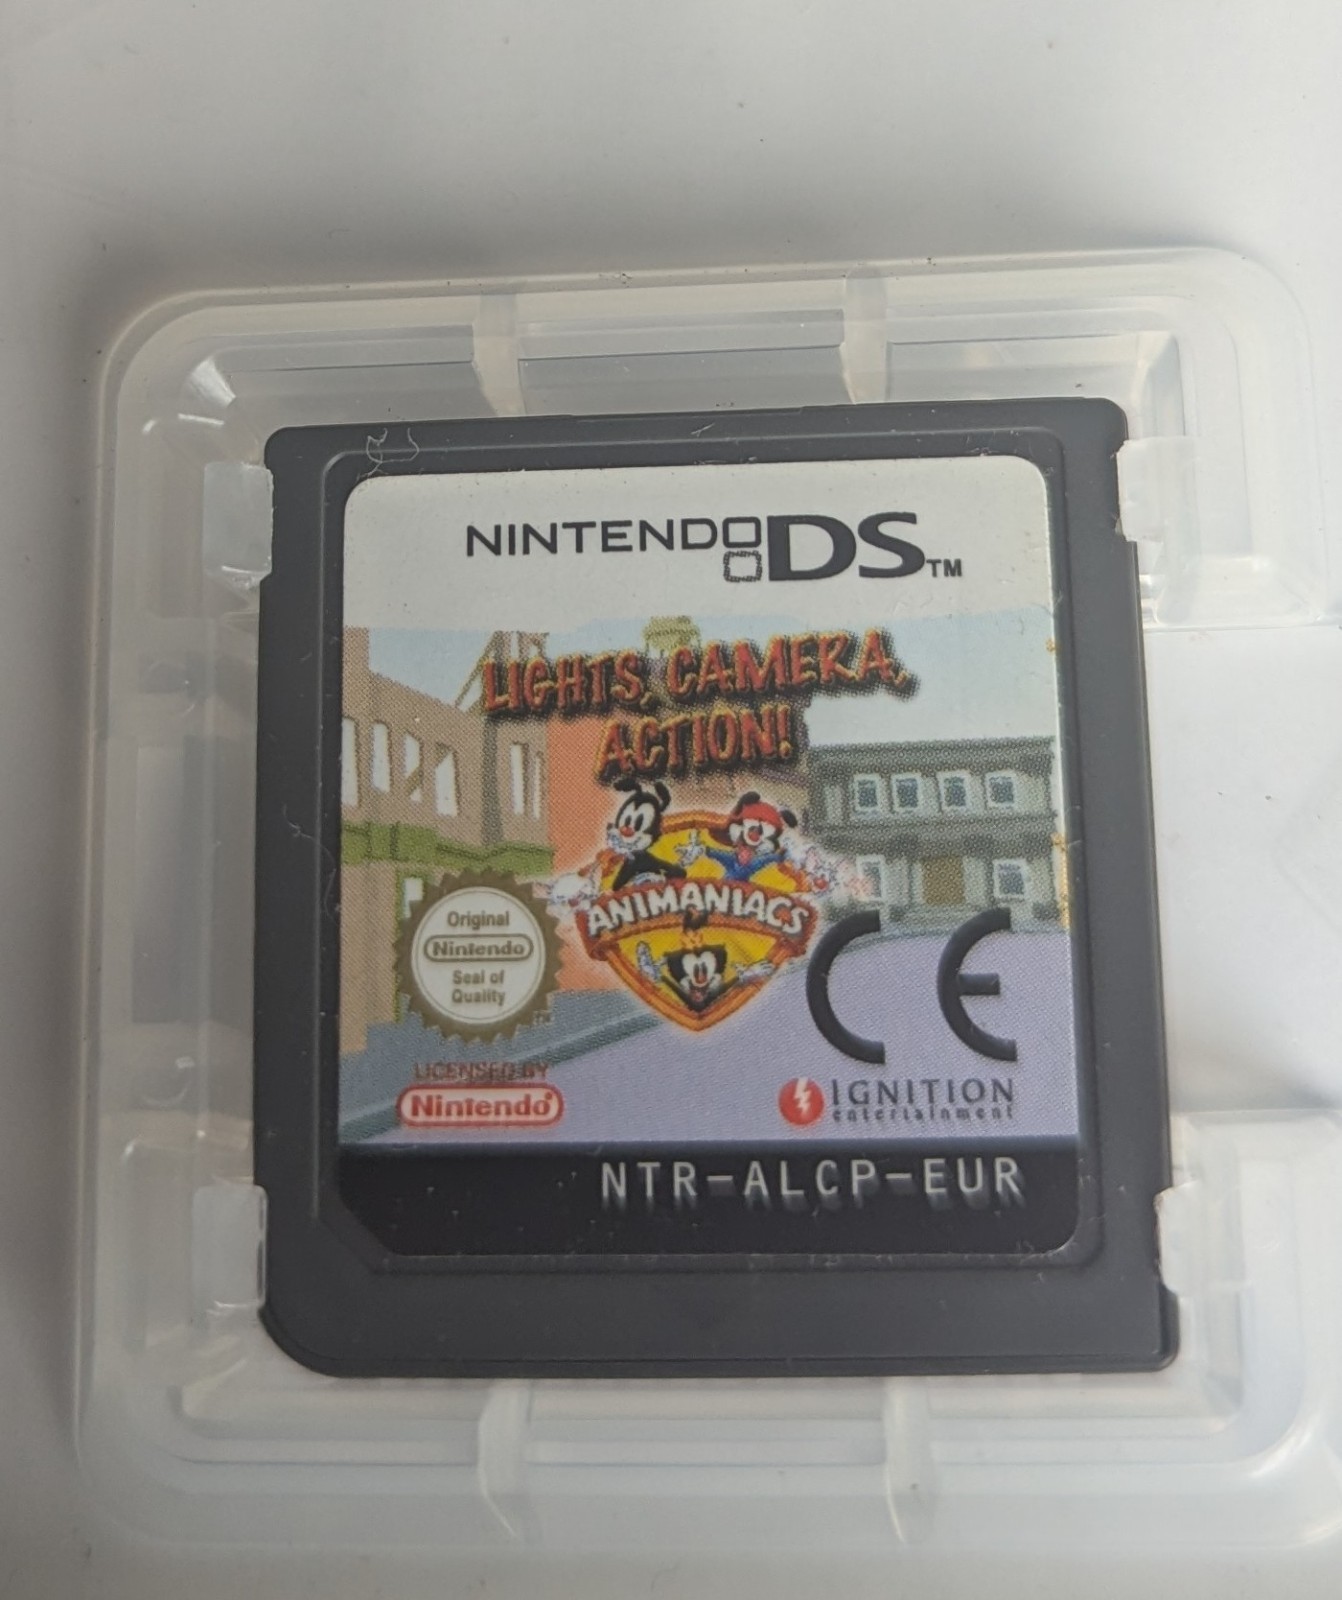 NINTENDO DS™
LIGHTS, CAMERA,
ACTION!
ANIMANIACS
Original
Nintendo
Seal of
Quality
TM
CE
LICENSED BY
Nintendo®
IGNITION
entertainment
NTR-ALCP-EUR